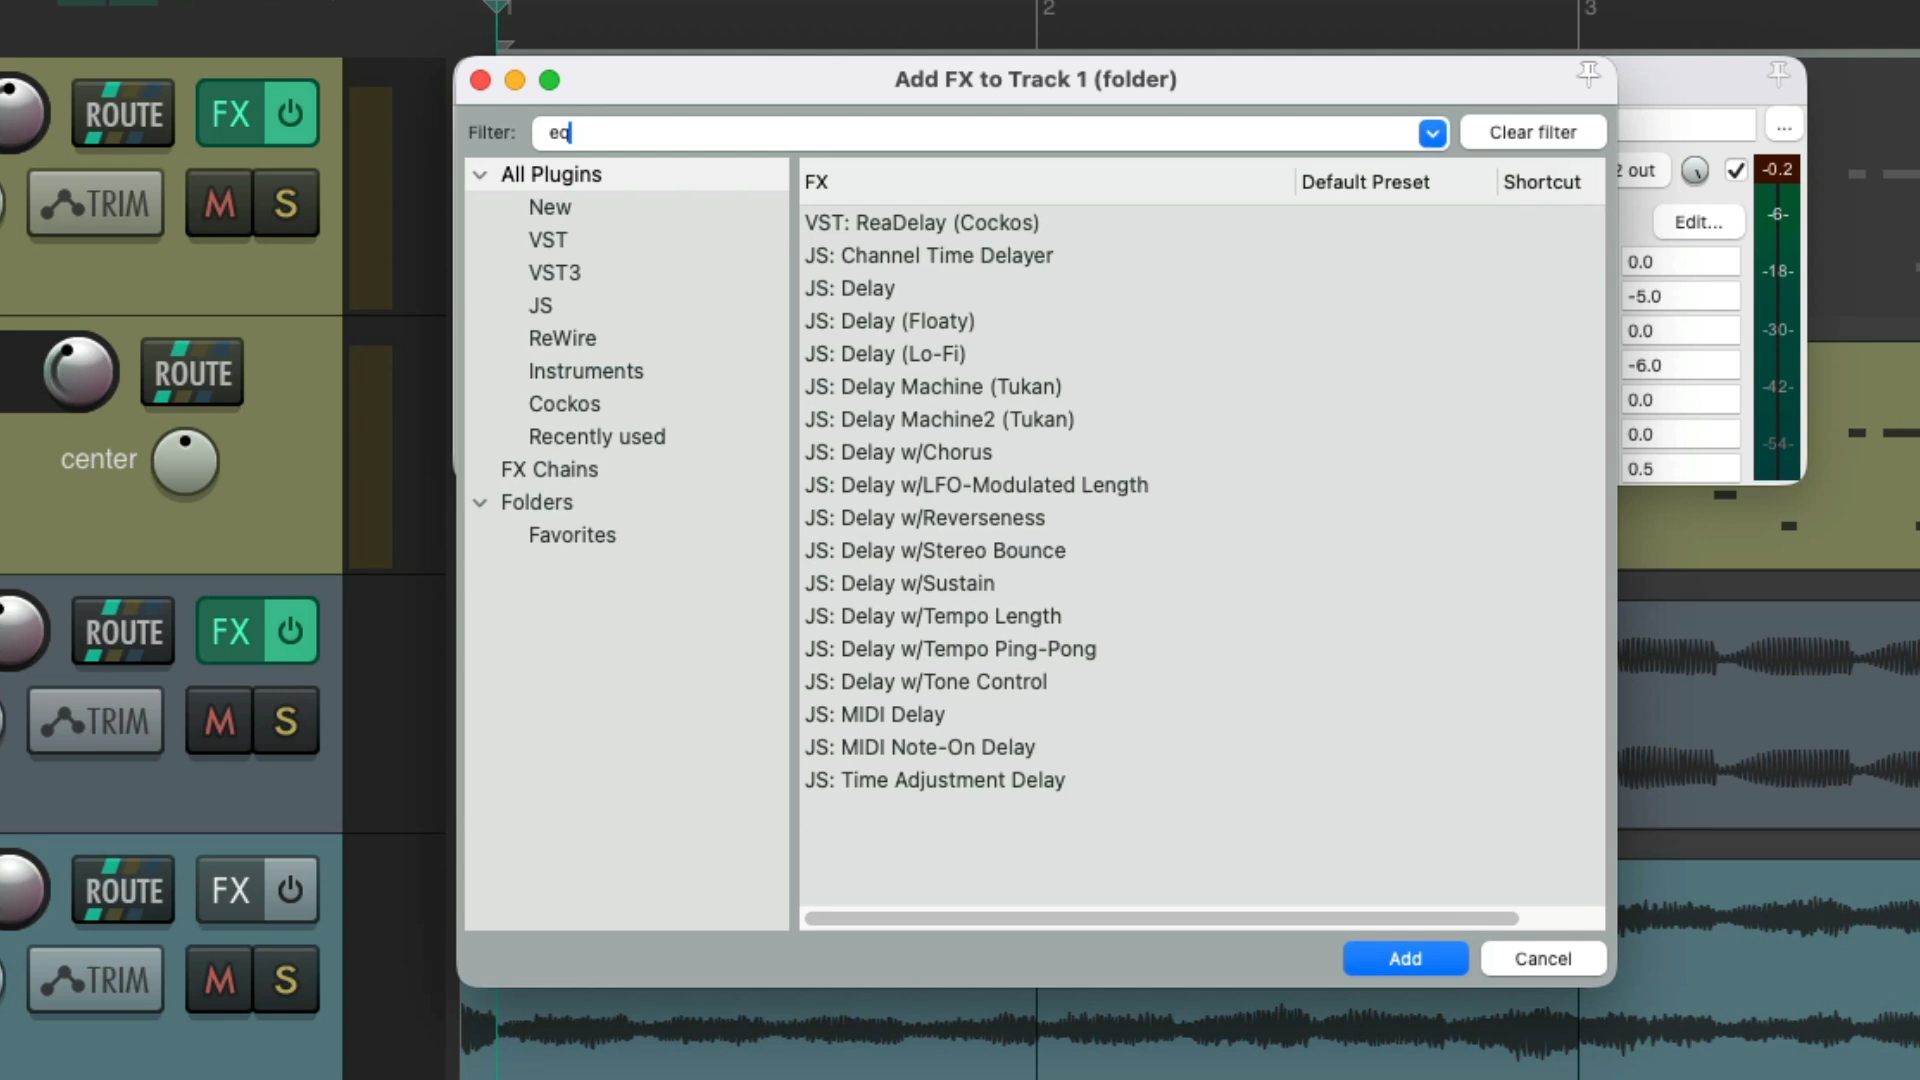 1
2
3
Add FX to Track 1 (folder)
Filter:
eq
Clear filter
All Plugins
New
VST
VST3
JS
ReWire
Instruments
Cockos
Recently used
FX Chains
Folders
Favorites
FX
Default Preset
Shortcut
VST: ReaDelay (Cockos)
JS: Channel Time Delayer
JS: Delay
JS: Delay (Floaty)
JS: Delay (Lo-Fi)
JS: Delay Machine (Tukan)
JS: Delay Machine2 (Tukan)
JS: Delay w/Chorus
JS: Delay w/LFO-Modulated Length
JS: Delay w/Reverseness
JS: Delay w/Stereo Bounce
JS: Delay w/Sustain
JS: Delay w/Tempo Length
JS: Delay w/Tempo Ping-Pong
JS: Delay w/Tone Control
JS: MIDI Delay
JS: MIDI Note-On Delay
JS: Time Adjustment Delay
Add
Cancel
...
2 out
Edit...
0.0
-5.0
0.0
-6.0
0.0
0.0
0.5
-0.2
-6-
-18-
-30-
-42-
-54-
ROUTE
FX
TRIM
M
S
ROUTE
center
ROUTE
FX
TRIM
M
S
ROUTE
FX
TRIM
M
S